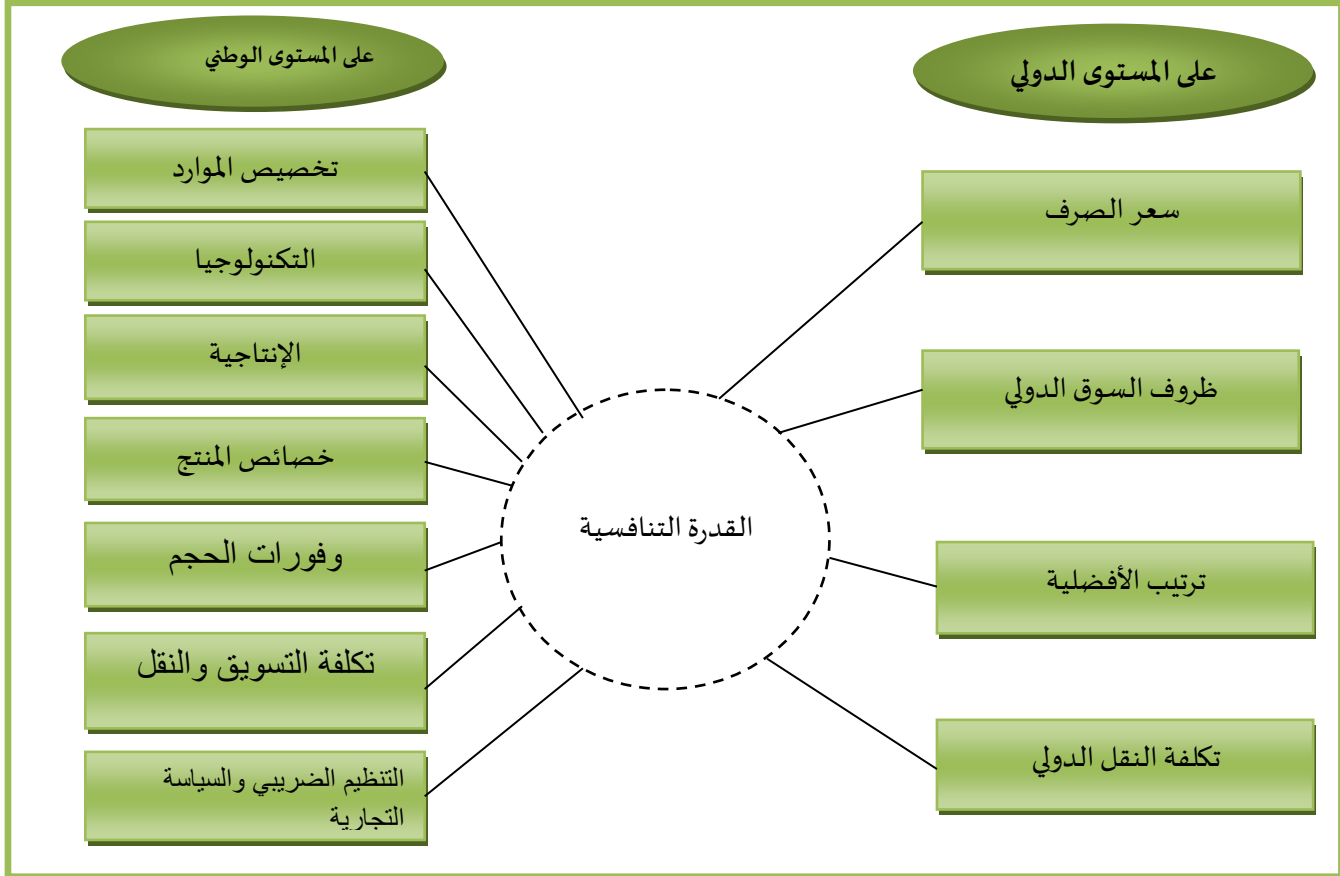 على المستوى الدولي
سعر الصرف
ظروف السوق الدولي
ترتيب الأفضلية
تكلفة النقل الدولي
القدرة التنافسية
على المستوى الوطني
تخصيص الموارد
التكنولوجيا
الإنتاجية
خصائص المنتج
وفورات الحجم
تكلفة التسويق والنقل
التنظيم الضريبي والسياسة
التجارية